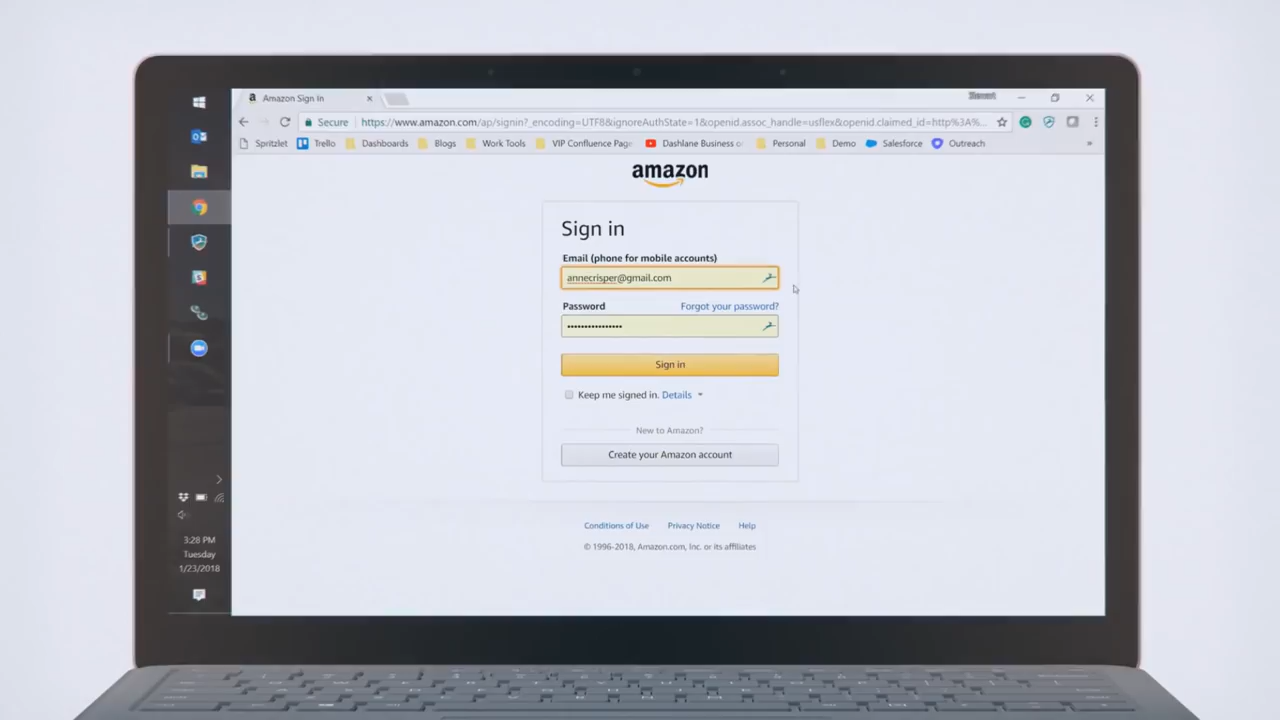 Amazon Sign In
Secure
https://www.amazon.com/ap/signin?_encoding=UTF8&ignoreAuthState=1&openid.assoc_handle=usflex&openid.claimed_id=http%3A%...
Spritzlet Trello Dashboards Blogs Work Tools VIP Confluence Page Dashlane Business o Personal Demo Salesforce Outreach »
amazon
Sign in
Email (phone for mobile accounts)
annecrisper@gmail.com
Password Forgot your password?
••••••••••••••••
Sign in
Keep me signed in. Details
New to Amazon?
Create your Amazon account
Conditions of Use Privacy Notice Help
© 1996-2018, Amazon.com, Inc. or its affiliates
3:28 PM
Tuesday
1/23/2018